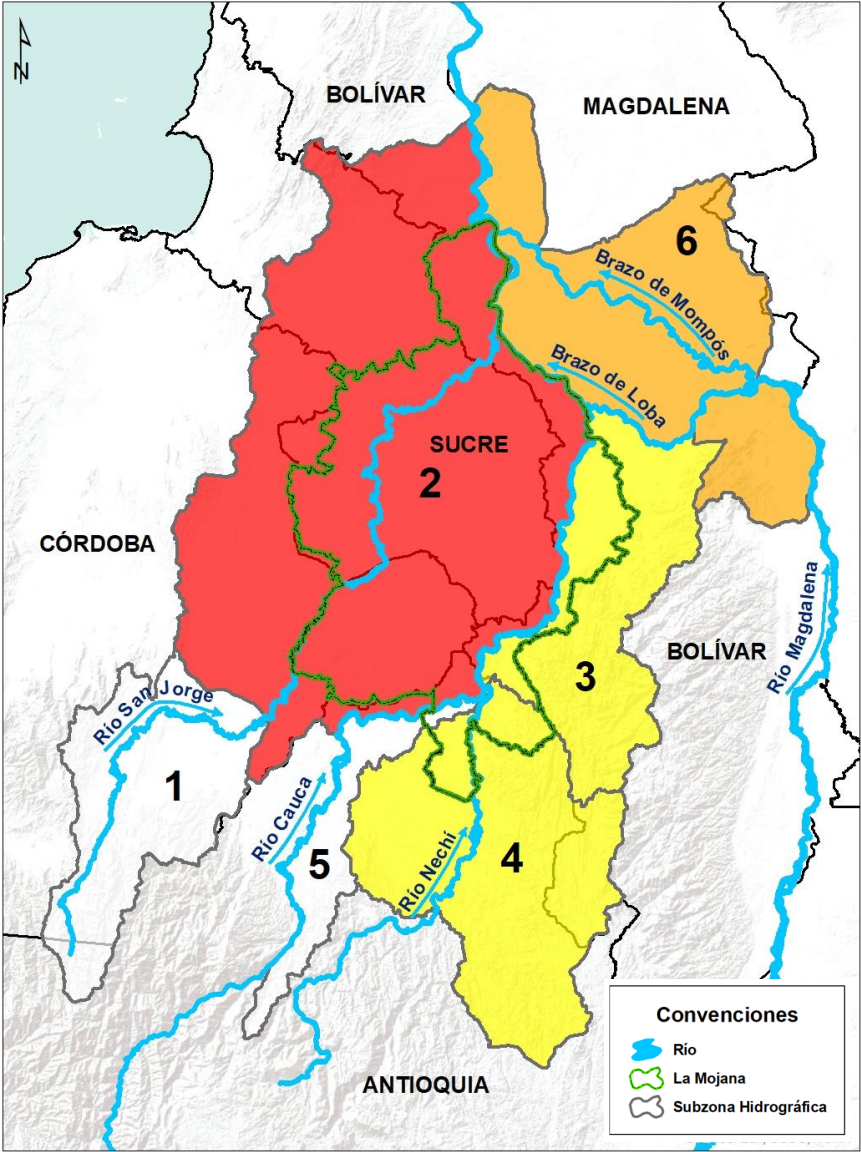 N
BOLÍVAR
MAGDALENA
6
Brazo de Mompós
Brazo de Loba
SUCRE
2
CÓRDOBA
Río Magdalena
BOLÍVAR
3
Río San Jorge
1
Río Cauca
5
Río Nechí
4
ANTIOQUIA
Convenciones
Río
La Mojana
Subzona Hidrográfica